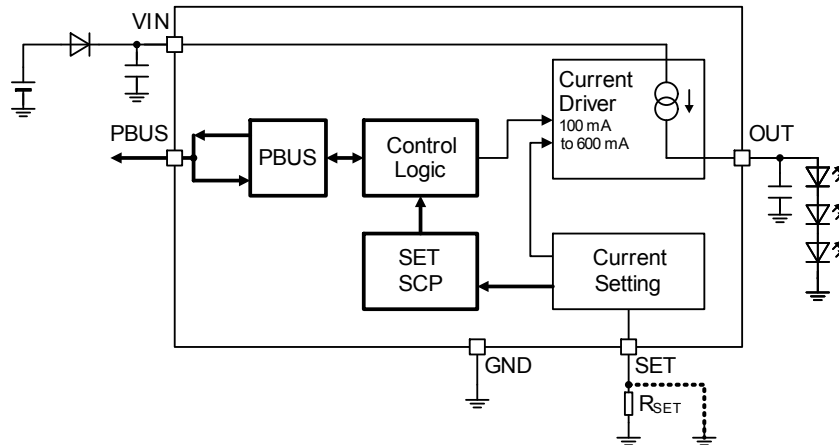 VIN
Current
Driver
100 mA
to 600 mA
PBUS
PBUS
Control
Logic
OUT
SET
SCP
Current
Setting
GND
SET
RSET